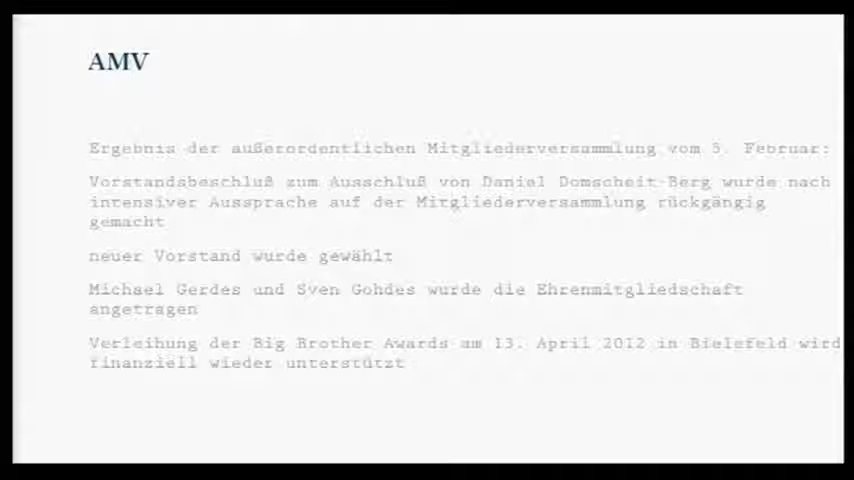 AMV
Ergebnis der außerordentlichen Mitgliederversammlung vom 5. Februar:
Vorstandsbeschluß zum Ausschluß von Daniel Domscheit-Berg wurde nach
intensiver Aussprache auf der Mitgliederversammlung rückgängig
gemacht
neuer Vorstand wurde gewählt
Michael Gerdes und Sven Gohdes wurde die Ehrenmitgliedschaft
angetragen
Verleihung der Big Brother Awards am 13. April 2012 in Bielefeld wird
finanziell wieder unterstützt